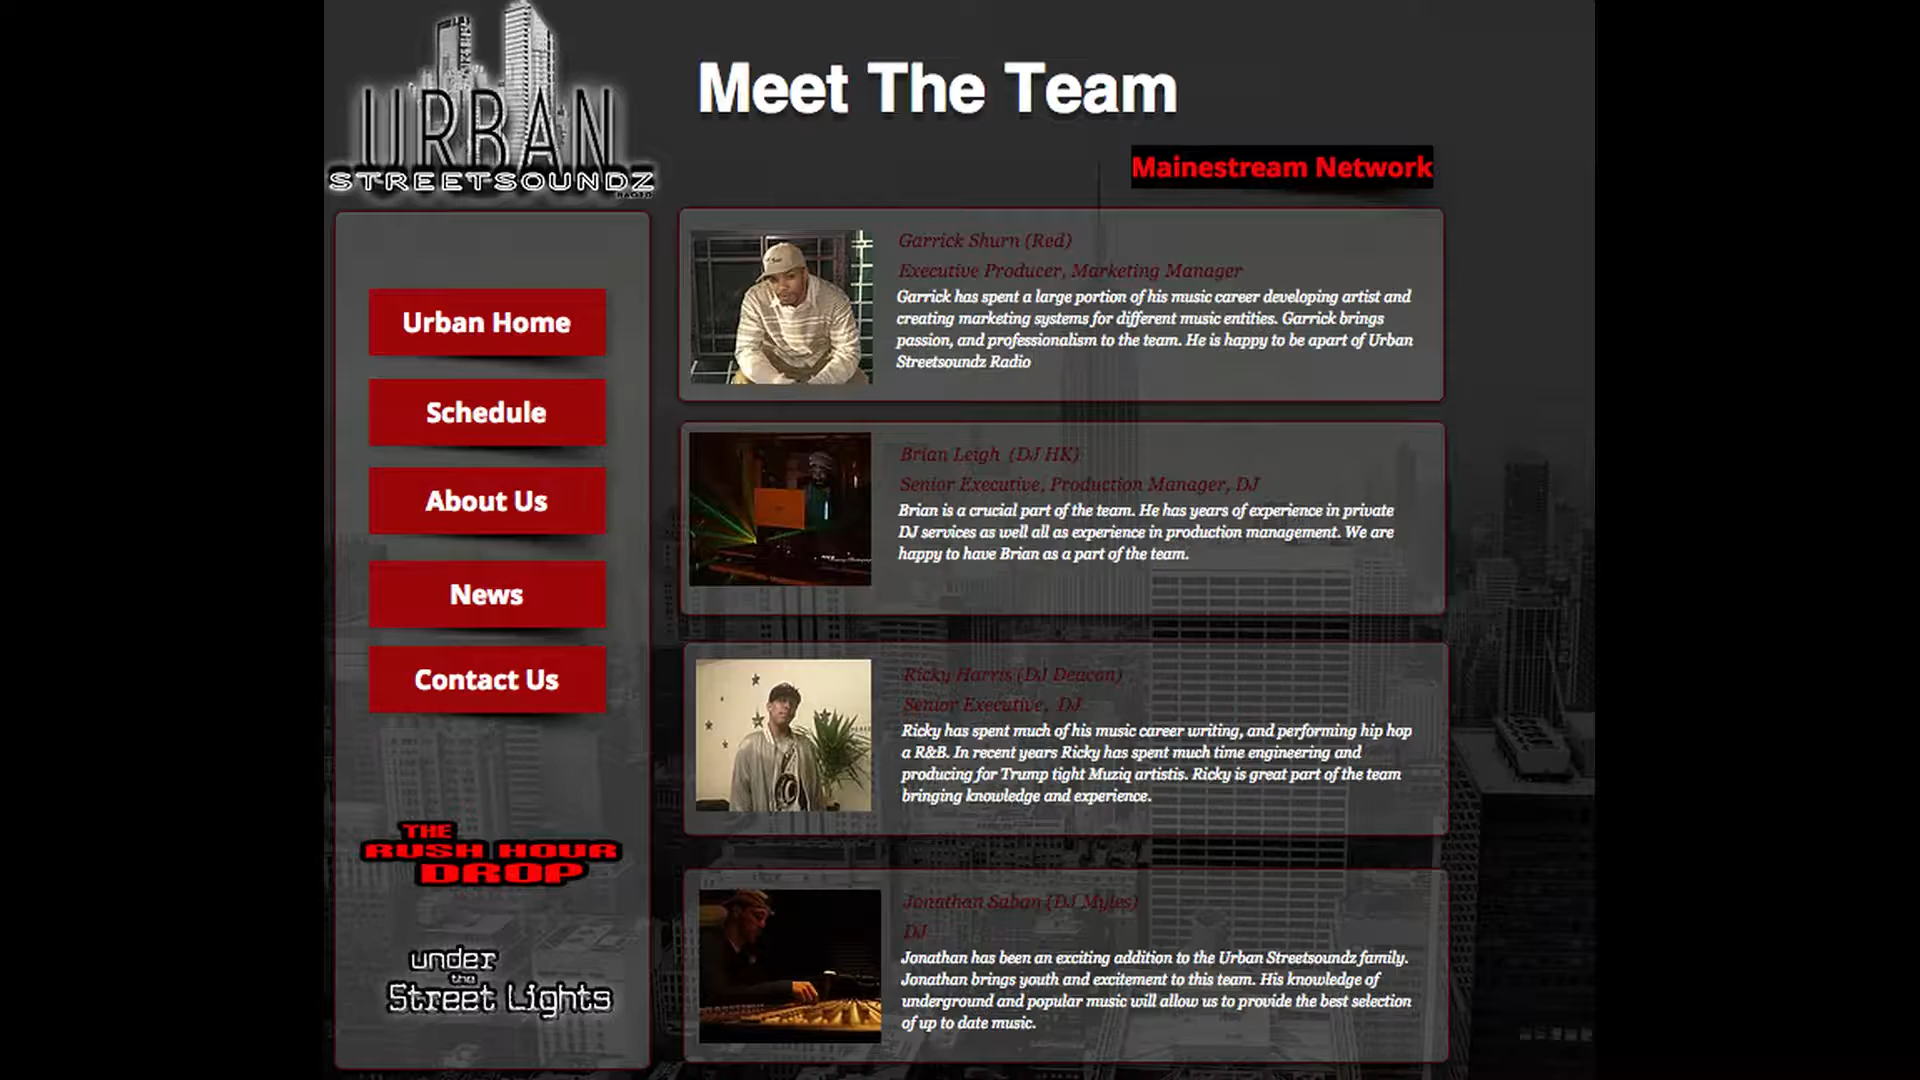 URBAN
STREETSOUNDZ
RADIO
Meet The Team
Mainestream Network
Urban Home
Schedule
About Us
News
Contact Us
THE
RUSH HOUR
DROP
under
the
Street Lights
Garrick Shurn (Red)
Executive Producer, Marketing Manager
Garrick has spent a large portion of his music career developing artist and
creating marketing systems for different music entities. Garrick brings
passion, and professionalism to the team. He is happy to be apart of Urban
Streetsoundz Radio
Brian Leigh (DJ HK)
Senior Executive, Production Manager, DJ
Brian is a crucial part of the team. He has years of experience in private
DJ services as well all as experience in production management. We are
happy to have Brian as a part of the team.
Ricky Harris (DJ Deacon)
Senior Executive, DJ
Ricky has spent much of his music career writing, and performing hip hop
a R&B. In recent years Ricky has spent much time engineering and
producing for Trump tight Muziq artistis. Ricky is great part of the team
bringing knowledge and experience.
Jonathan Saban (DJ Myles)
DJ
Jonathan has been an exciting addition to the Urban Streetsoundz family.
Jonathan brings youth and excitement to this team. His knowledge of
underground and popular music will allow us to provide the best selection
of up to date music.